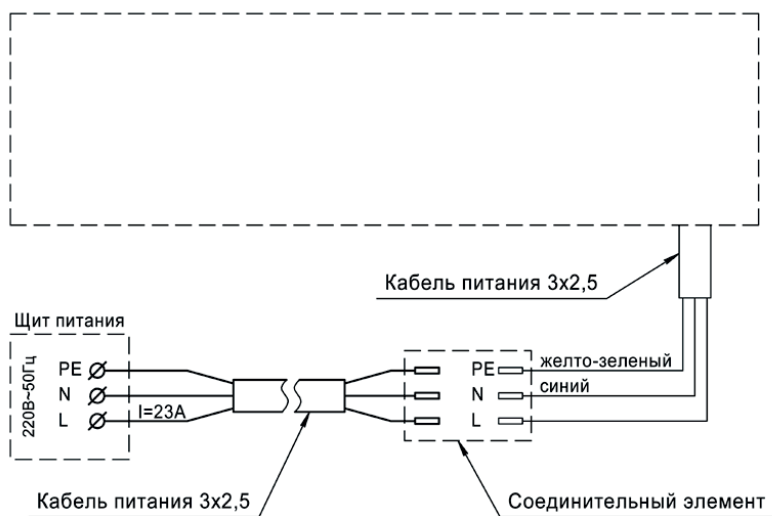 Кабель питания 3х2,5
Щит питания
220В~50Гц
PE
N
L
I=23А
PE
N
L
желто-зеленый
синий
Кабель питания 3х2,5
Соединительный элемент